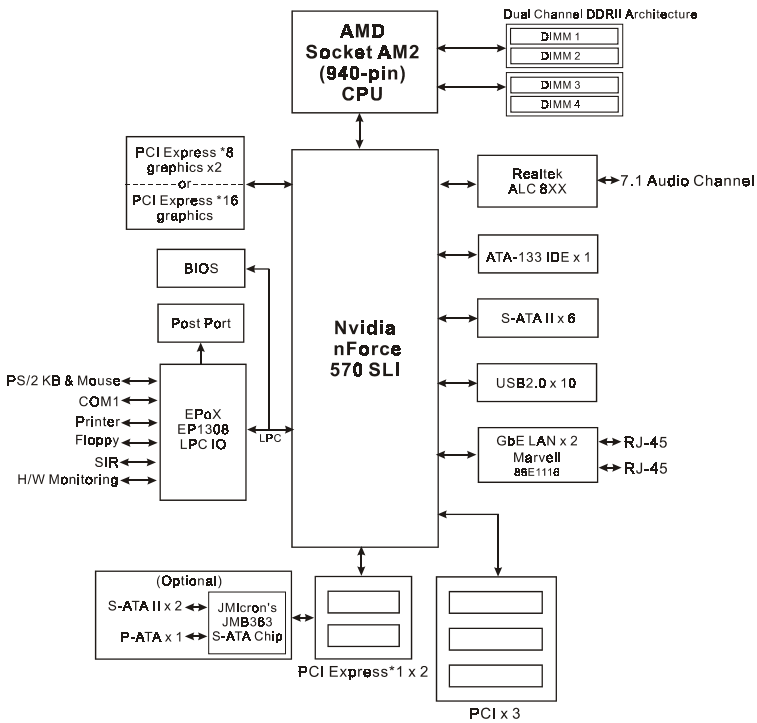 Dual Channel DDRII Architecture
AMD
Socket AM2
(940-pin)
CPU
DIMM 1
DIMM 2
DIMM 3
DIMM 4
PCI Express *8
graphics x2
or
PCI Express *16
graphics
Realtek
ALC 8XX
7.1 Audio Channel
BIOS
ATA-133 IDE x 1
Post Port
S-ATA II x 6
Nvidia
nForce
570 SLI
USB2.0 x 10
PS/2 KB & Mouse
COM1
Printer
Floppy
SIR
H/W Monitoring
EPoX
EP1308
LPC IO
LPC
GbE LAN x 2
Marvell
88E1116
RJ-45
RJ-45
(Optional)
S-ATA II x 2
P-ATA x 1
JMIcron's
JMB363
S-ATA Chip
PCI Express*1 x 2
PCI x 3